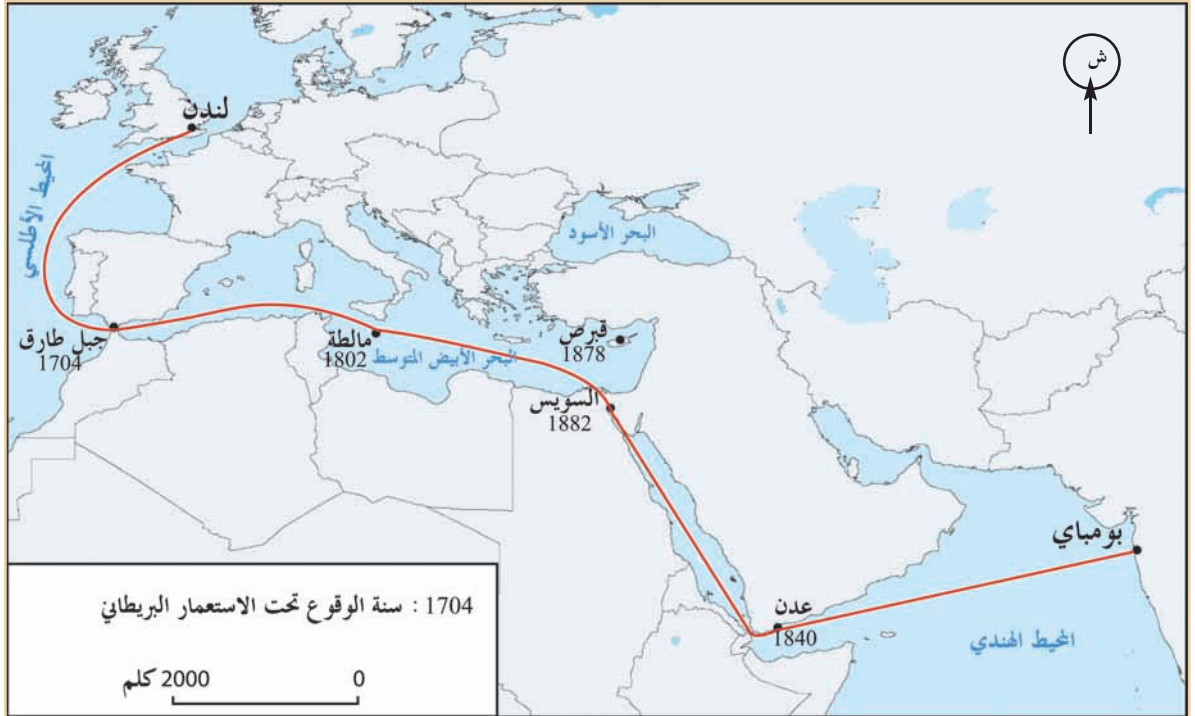 ش
لندن
المحيط الأطلسي
البحر الأسود
جبل طارق
1704
مالطة
1802
البحر الأبيض المتوسط
قبرص
1878
السويس
1882
بومباي
عدن
1840
المحيط الهندي
1704 : سنة الوقوع تحت الاستعمار البريطاني
0 2000 كلم